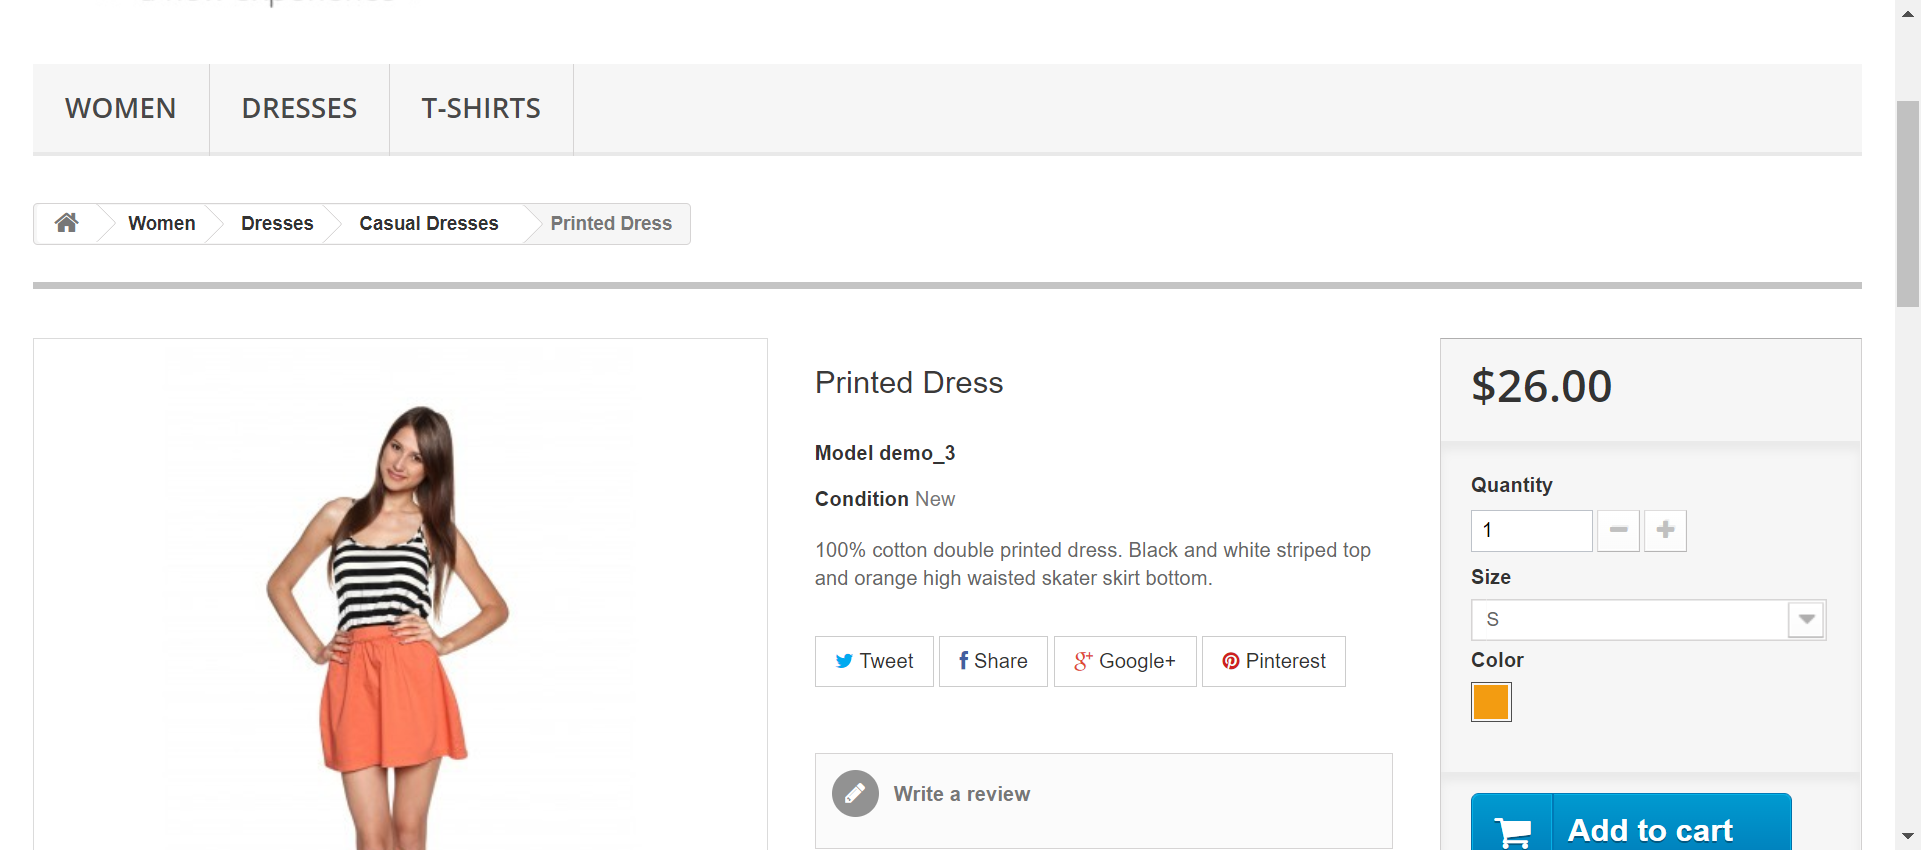 WOMEN DRESSES T-SHIRTS
Women Dresses Casual Dresses Printed Dress
Printed Dress
Model demo_3
Condition New
100% cotton double printed dress. Black and white striped top
and orange high waisted skater skirt bottom.
Tweet Share Google+ Pinterest
Write a review
$26.00
Quantity
1
Size
S
Color
Add to cart